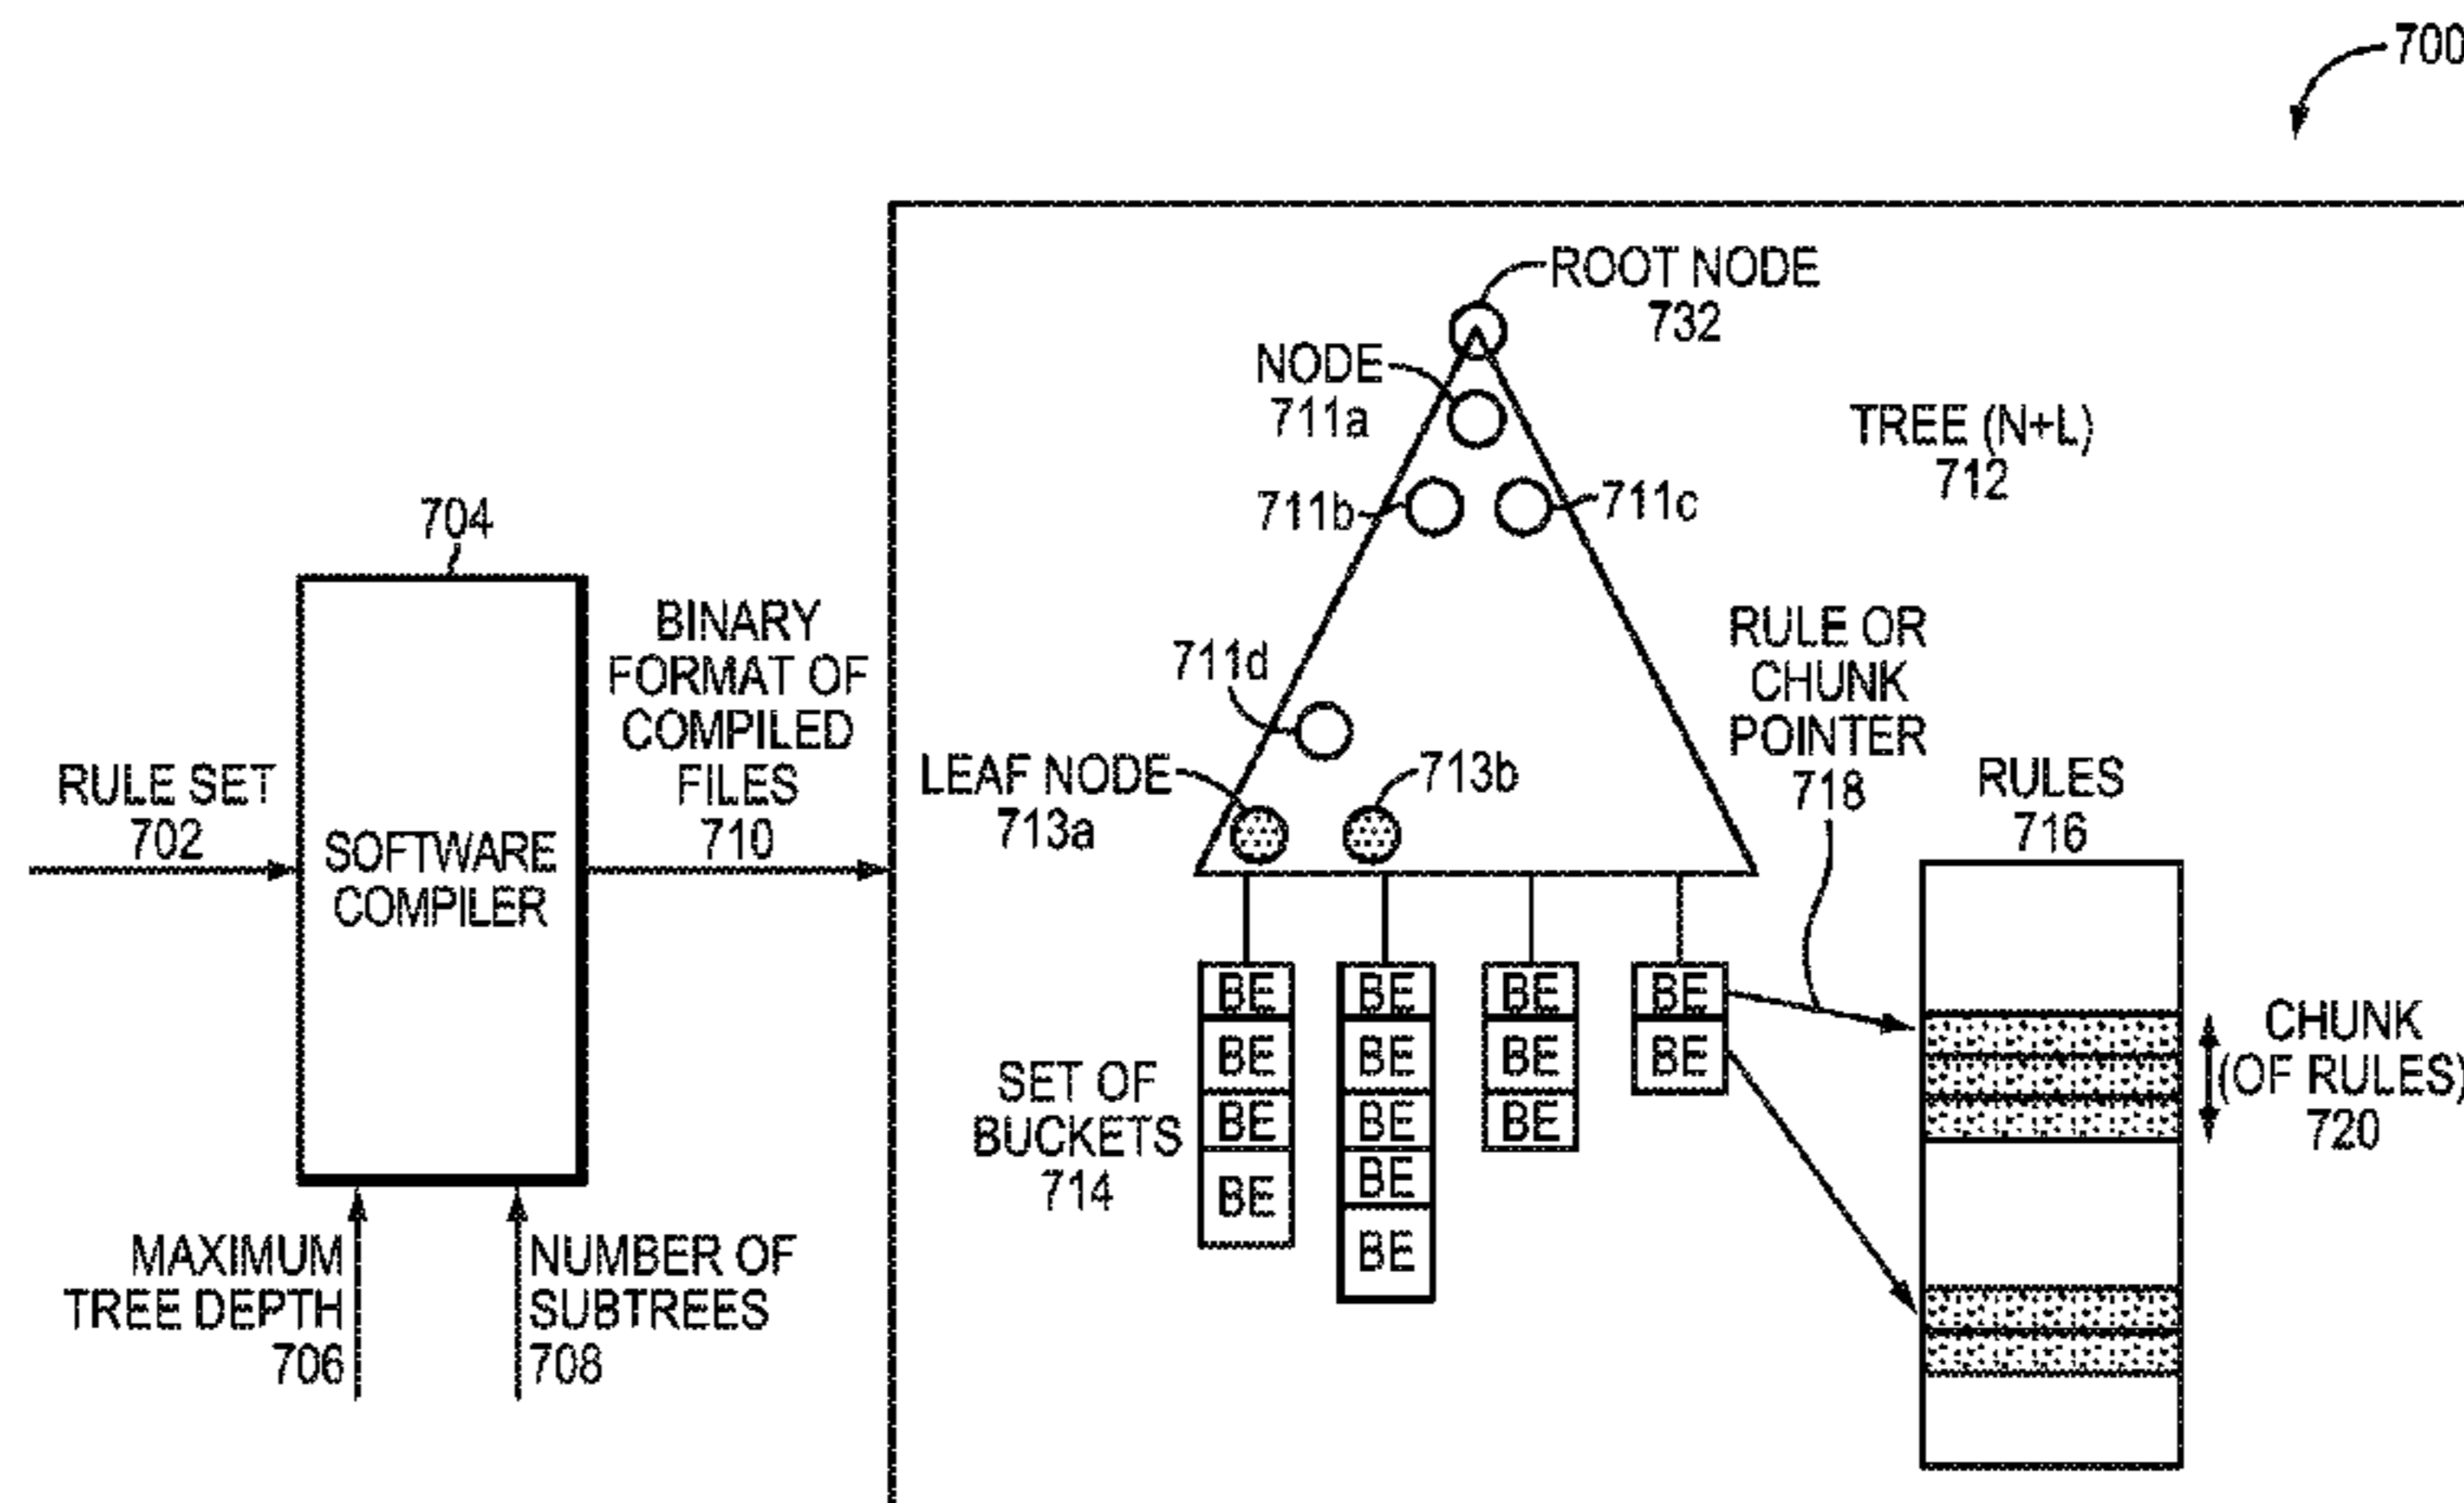 700
ROOT NODE
732
NODE
711a
TREE (N+L)
712
711b
711c
704
BINARY
FORMAT OF
COMPILED
FILES
710
RULE OR
CHUNK
POINTER
718
711d
RULE SET
702
SOFTWARE
COMPILER
LEAF NODE
713a
713b
RULES
716
BE
BE
BE
BE
BE
BE
BE
BE
BE
BE
BE
BE
BE
BE
SET OF
BUCKETS
714
CHUNK
(OF RULES)
720
MAXIMUM
TREE DEPTH
706
NUMBER OF
SUBTREES
708